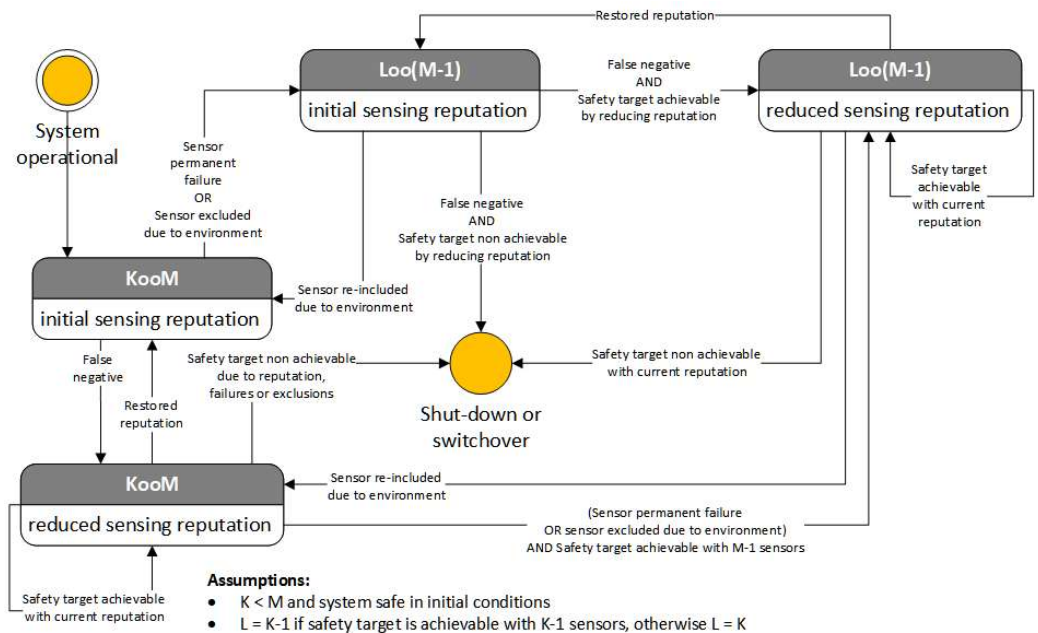 Restored reputation
Loo(M-1)
initial sensing reputation
False negative
AND
Safety target achievable
by reducing reputation
Loo(M-1)
reduced sensing reputation
System
operational
Sensor
permanent
failure
OR
Sensor excluded
due to environment
False negative
AND
Safety target non achievable
by reducing reputation
Safety target
achievable
with current
reputation
KooM
initial sensing reputation
Sensor re-included
due to environment
False
negative
Restored
reputation
Safety target non achievable
due to reputation,
failures or exclusions
Safety target non achievable
with current reputation
Shut-down or
switchover
KooM
reduced sensing reputation
Sensor re-included
due to environment
(Sensor permanent failure
OR sensor excluded due to environment)
AND Safety target achievable with M-1 sensors
Safety target achievable
with current reputation
Assumptions:
• K < M and system safe in initial conditions
• L = K-1 if safety target is achievable with K-1 sensors, otherwise L = K